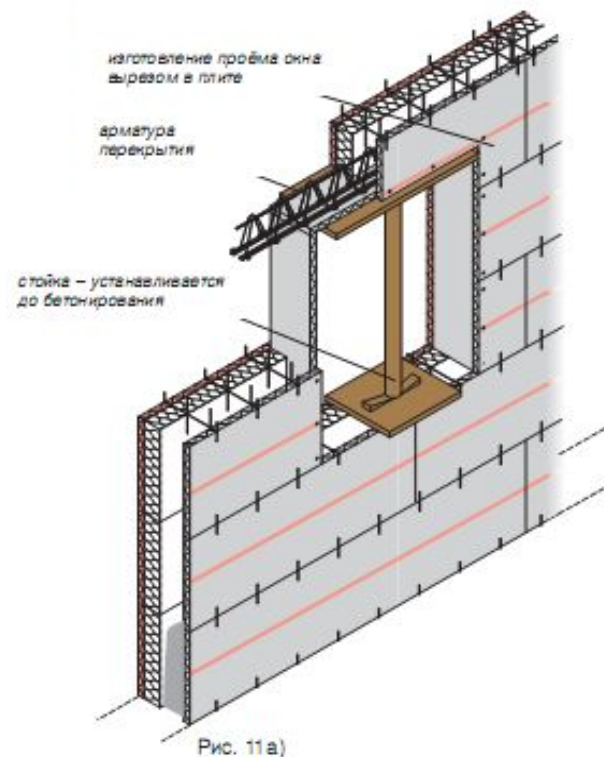 изготовление проёма окна
вырезом в плите
арматура
перекрытия
стойка – устанавливается
до бетонирования
Рис. 11а)